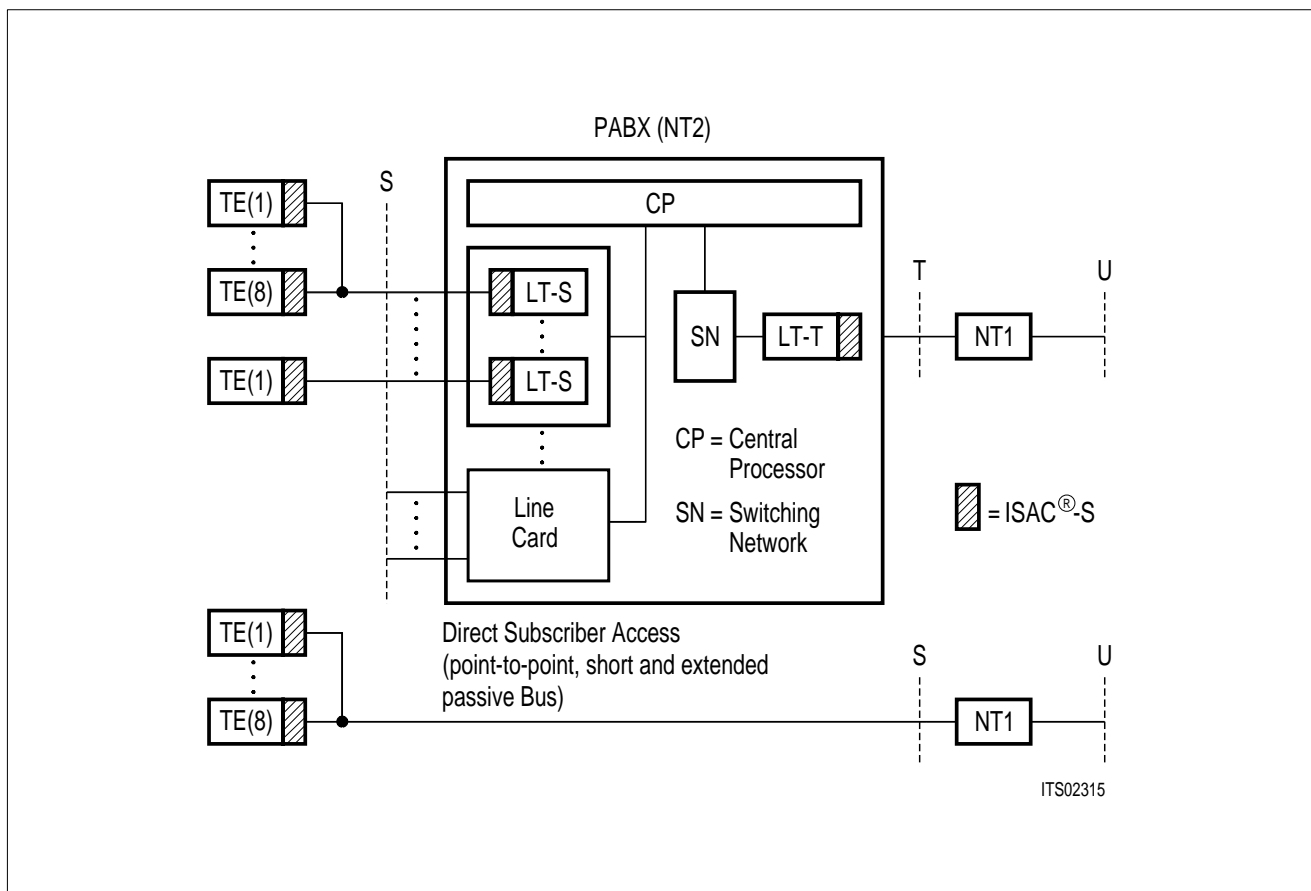 PABX (NT2)
S
TE(1)
CP
TE(8)
LT-S
T
U
SN
LT-T
NT1
TE(1)
LT-S
CP = Central
Processor
Line
Card
SN = Switching
Network
= ISAC®-S
TE(1)
Direct Subscriber Access
(point-to-point, short and extended
passive Bus)
S
U
TE(8)
NT1
ITS02315